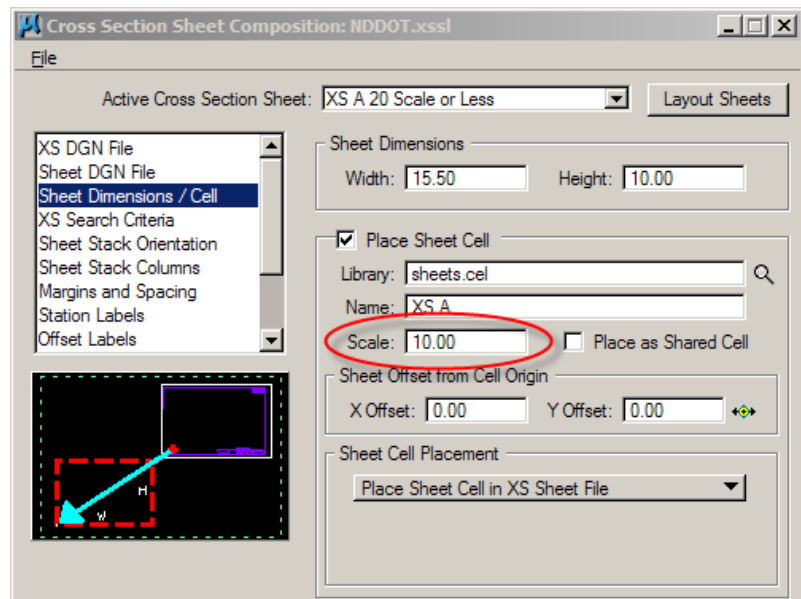 Cross Section Sheet Composition: NDDOT.xssl
File
Active Cross Section Sheet: XS A 20 Scale or Less Layout Sheets
XS DGN File
Sheet DGN File
Sheet Dimensions / Cell
XS Search Criteria
Sheet Stack Orientation
Sheet Stack Columns
Margins and Spacing
Station Labels
Offset Labels
Sheet Dimensions
Width: 15.50 Height: 10.00
Place Sheet Cell
Library: sheets.cel
Name: XS A
Scale: 10.00 Place as Shared Cell
Sheet Offset from Cell Origin
X Offset: 0.00 Y Offset: 0.00
Sheet Cell Placement
Place Sheet Cell in XS Sheet File
H
W